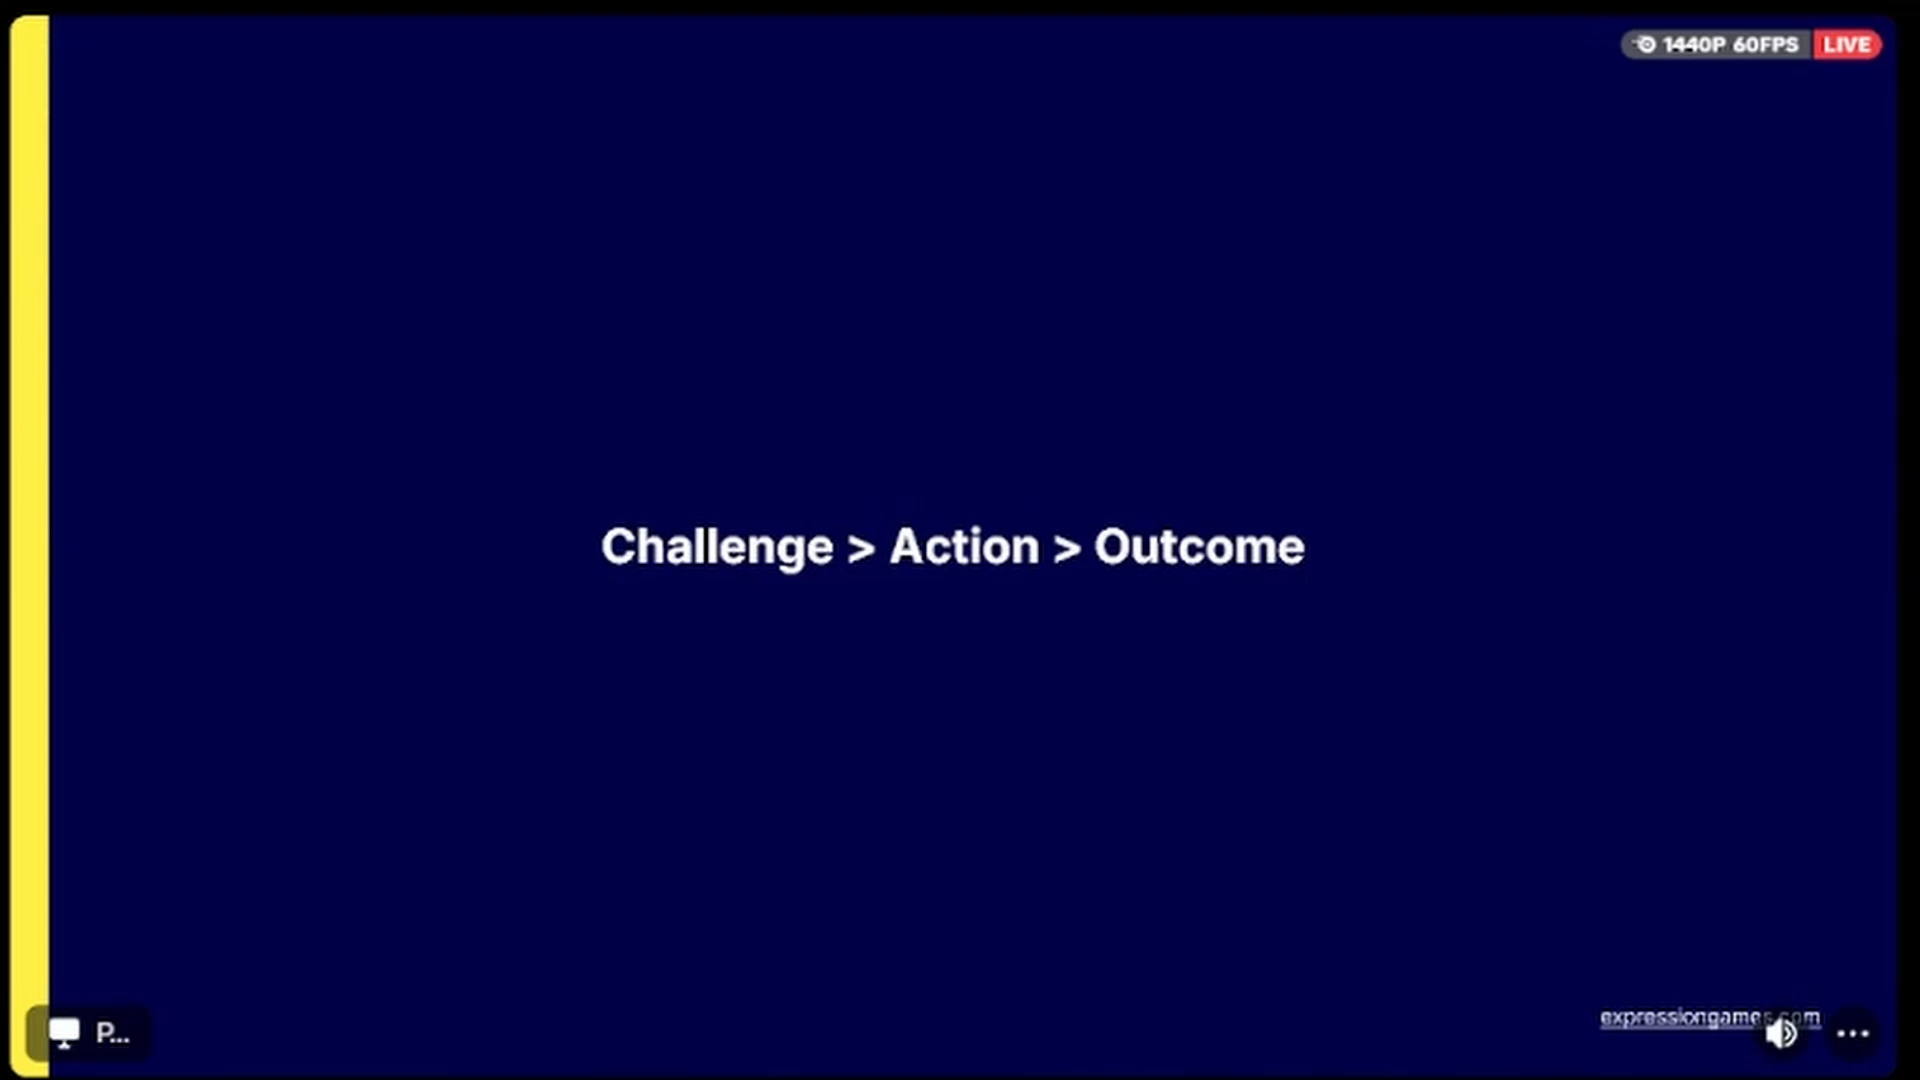 1440P 60FPS LIVE
Challenge > Action > Outcome
expressiongames.com
P...